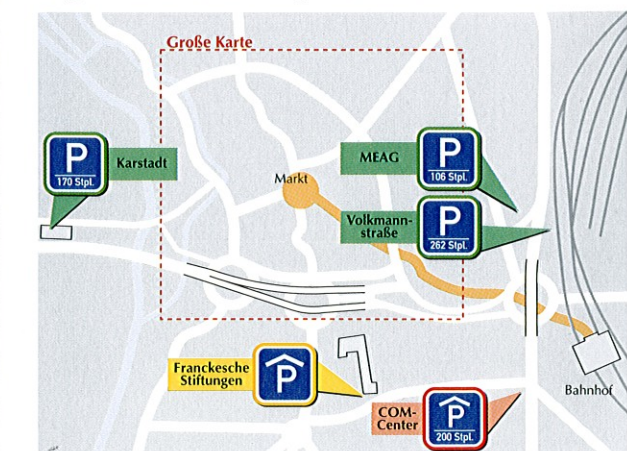 Große Karte
P
170 Stpl.
Karstadt
MEAG
P
106 Stpl.
Markt
Volkmann-
straße
P
262 Stpl.
Franckesche
Stiftungen
P
Bahnhof
COM-
Center
P
200 Stpl.